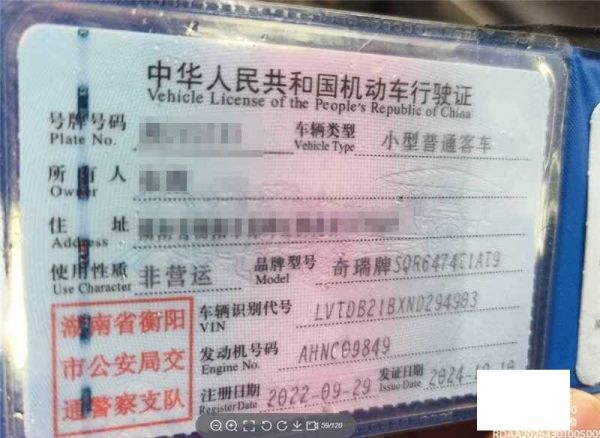 中华人民共和国机动车行驶证
Vehicle License of the People's Republic of China
号牌号码
Plate No.
车辆类型 小型普通客车
Vehicle Type
所有人
Owner
住址
Address
使用性质 非营运 品牌型号 奇瑞牌SQR6474E1AT9
Use Character Model
车辆识别代号 LVTDB21BXND294903
VIN
发动机号码 AHNC09849
Engine No.
注册日期 2022-09-29 发证日期
Register Date Issue Date
湖南省衡阳
市公安局交
通警察支队
59/120